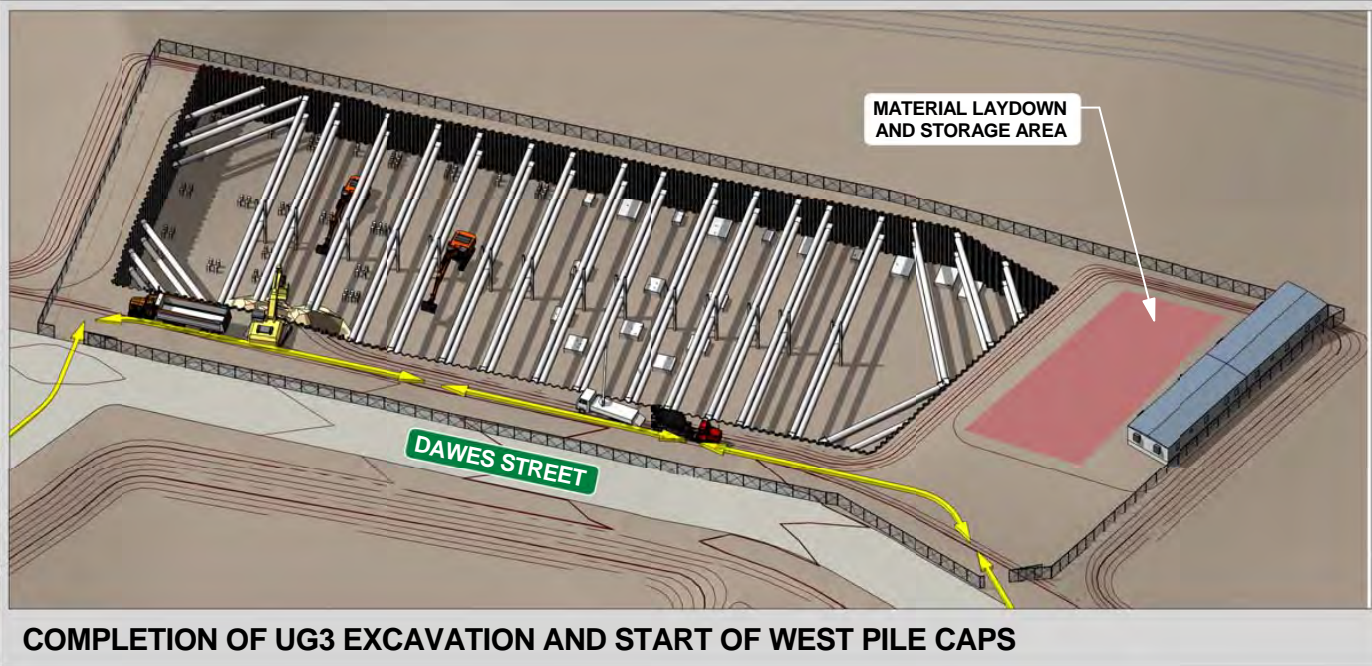 MATERIAL LAYDOWN
AND STORAGE AREA
DAWES STREET
COMPLETION OF UG3 EXCAVATION AND START OF WEST PILE CAPS